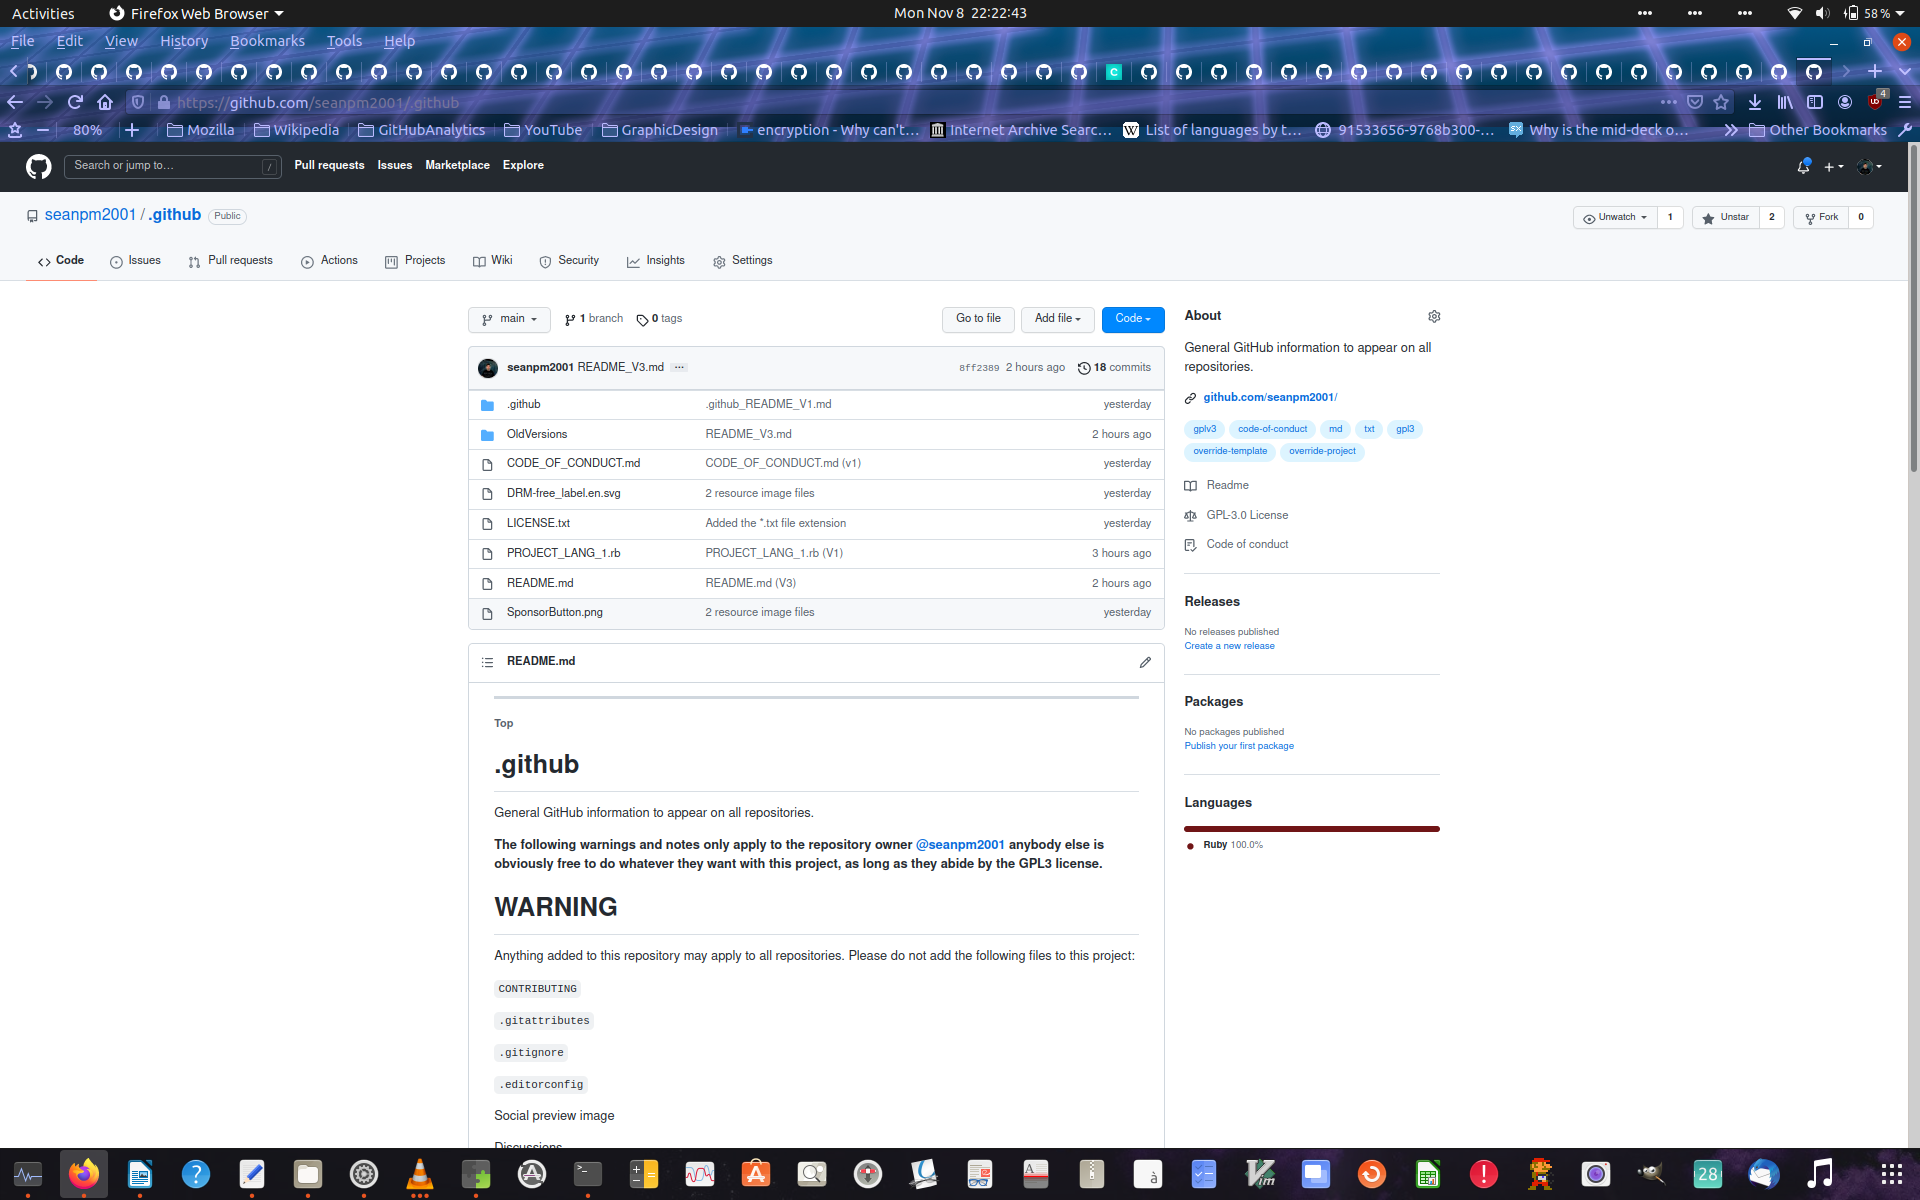 Activities Firefox Web Browser Mon Nov 8 22:22:43 58 %
File Edit View History Bookmarks Tools Help
https://github.com/seanpm2001/.github
80% Mozilla Wikipedia GitHubAnalytics YouTube GraphicDesign encryption - Why can't… Internet Archive Searc… List of languages by t… 91533656-9768b300-… Why is the mid-deck o… Other Bookmarks
Search or jump to… / Pull requests Issues Marketplace Explore
seanpm2001 / .github Public Unwatch 1 Unstar 2 Fork 0
Code Issues Pull requests Actions Projects Wiki Security Insights Settings
main 1 branch 0 tags Go to file Add file Code
seanpm2001 README_V3.md ··· 8ff2389 2 hours ago 18 commits
.github .github_README_V1.md yesterday
OldVersions README_V3.md 2 hours ago
CODE_OF_CONDUCT.md CODE_OF_CONDUCT.md (v1) yesterday
DRM-free_label.en.svg 2 resource image files yesterday
LICENSE.txt Added the *.txt file extension yesterday
PROJECT_LANG_1.rb PROJECT_LANG_1.rb (V1) 3 hours ago
README.md README.md (V3) 2 hours ago
SponsorButton.png 2 resource image files yesterday
README.md
Top
.github
General GitHub information to appear on all repositories.
The following warnings and notes only apply to the repository owner @seanpm2001 anybody else is
obviously free to do whatever they want with this project, as long as they abide by the GPL3 license.
WARNING
Anything added to this repository may apply to all repositories. Please do not add the following files to this project:
CONTRIBUTING
.gitattributes
.gitignore
.editorconfig
Social preview image
Discussions
About
General GitHub information to appear on all
repositories.
github.com/seanpm2001/
gplv3 code-of-conduct md txt gpl3
override-template override-project
Readme
GPL-3.0 License
Code of conduct
Releases
No releases published
Create a new release
Packages
No packages published
Publish your first package
Languages
Ruby 100.0%
28